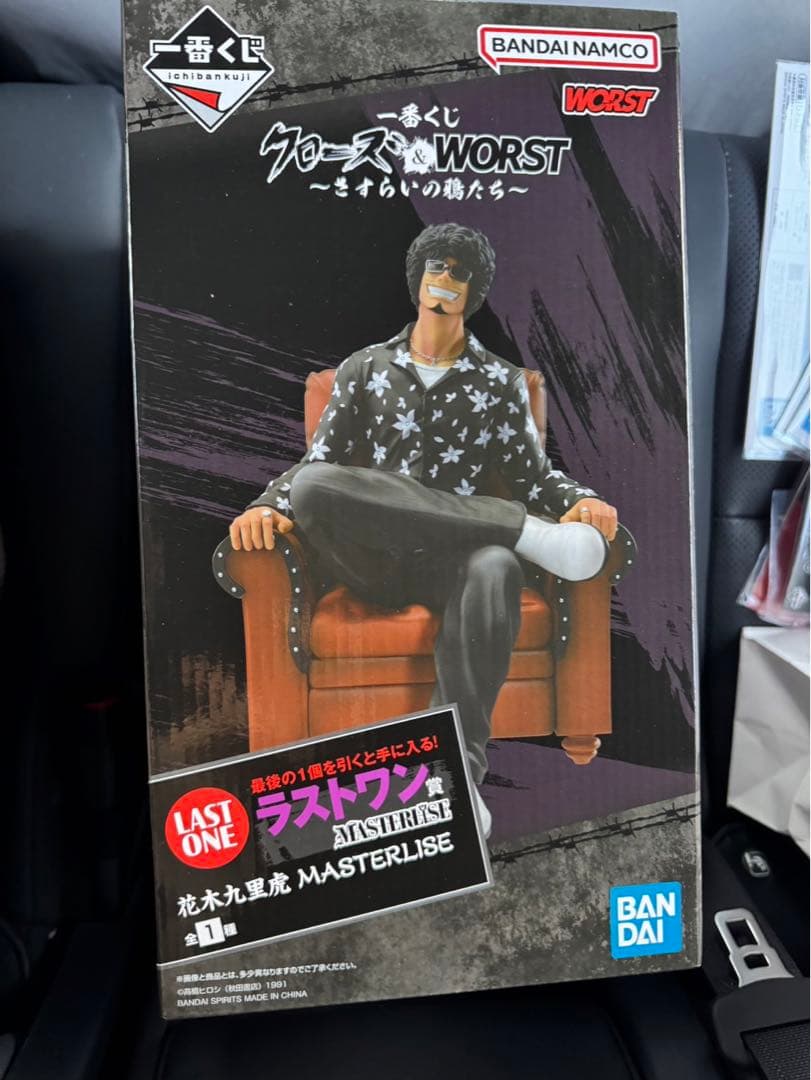 一番くじ
ichibankuji
BANDAI NAMCO
WORST
一番くじ
クローズ&WORST
〜さすらいの鴉たち〜
最後の1個を引くと手に入る!
LAST ONE
ラストワン賞
MASTERLISE
花木九里虎 MASTERLISE
全1種
BAN
DAI
※画像と商品とは、多少異なりますのでご了承ください。
©髙橋ヒロシ(秋田書店)1991
BANDAI SPIRITS MADE IN CHINA